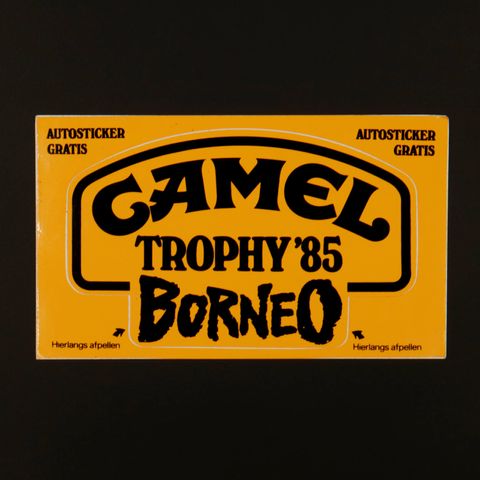 AUTOSTICKER
GRATIS
AUTOSTICKER
GRATIS
CAMEL
TROPHY '85
BORNEO
Hierlangs afpellen
Hierlangs afpellen